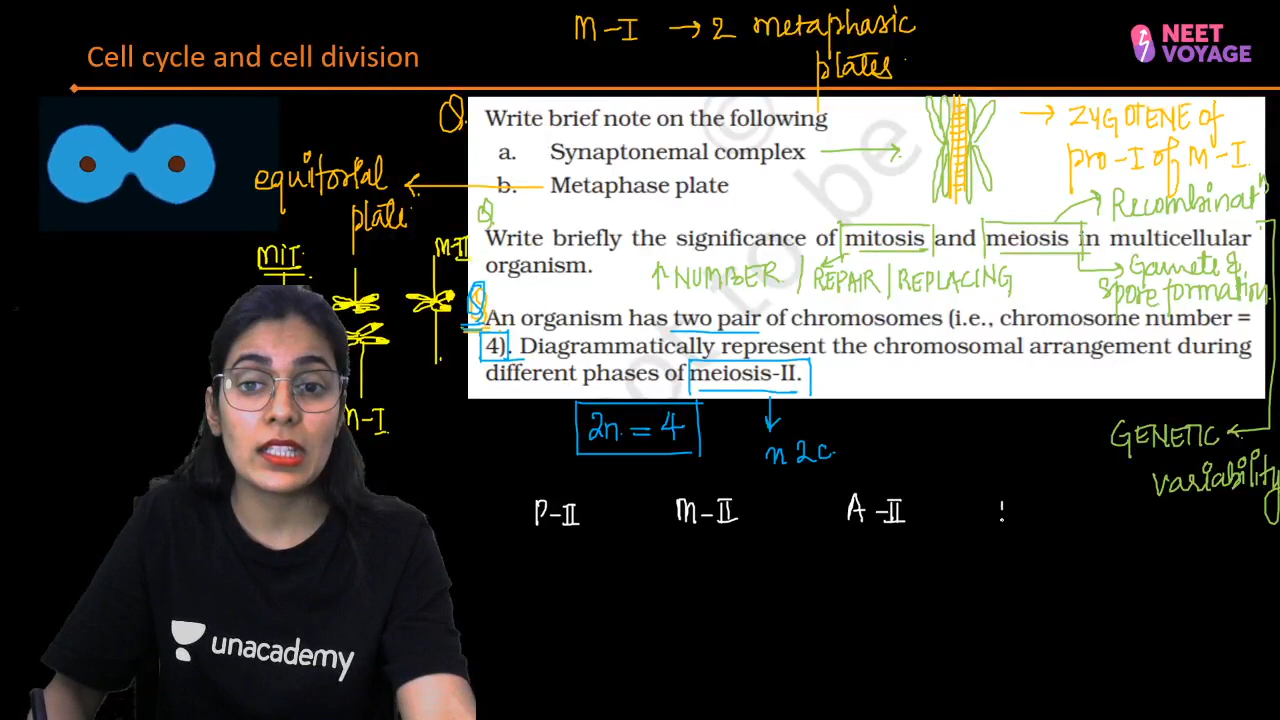 M-I → 2 metaphasic
plates.
NEET
VOYAGE
Cell cycle and cell division
Q. Write brief note on the following
a. Synaptonemal complex
→ ZYGOTENE of
pro-I of M-I.
b. Metaphase plate
equitorial
plate
Recombinatn
Q. Write briefly the significance of mitosis and meiosis in multicellular
organism.
↑ NUMBER / REPAIR / REPLACING
Gamete &
spore formation.
MiT
M-II
M-I
Q An organism has two pair of chromosomes (i.e., chromosome number =
4). Diagrammatically represent the chromosomal arrangement during
different phases of meiosis-II.
2n = 4
n 2c.
GENETIC
variability
P-II M-II A-II
unacademy